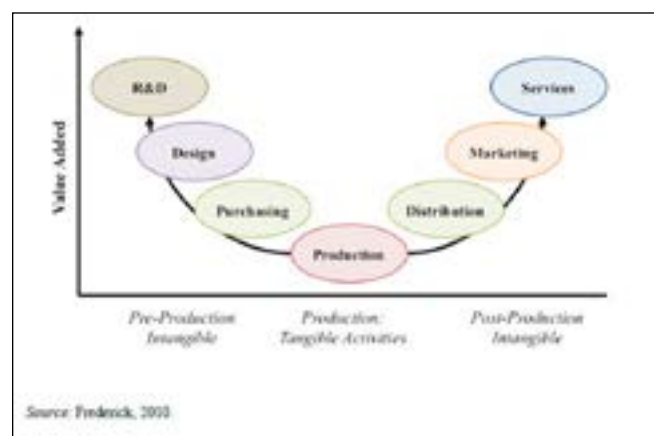 R&D
Services
Design
Marketing
Value Added
Purchasing
Distribution
Production
Pre-Production
Intangible
Production:
Tangible Activities
Post-Production
Intangible
Source: Frederick, 2010